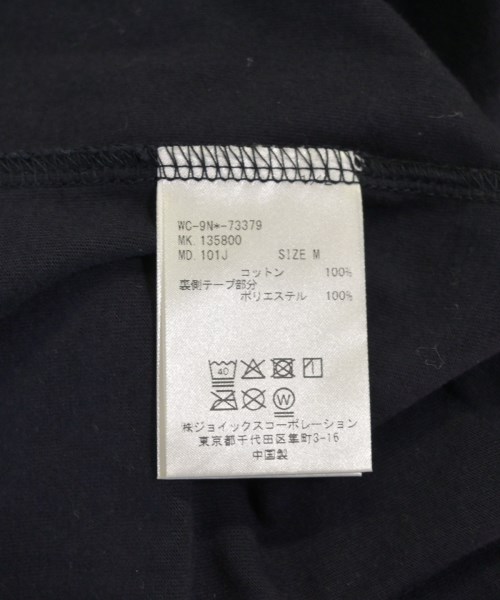 WC-9N*-73379
MK. 135800
MD. 101J SIZE M
コットン 100%
裏側テープ部分
ポリエステル 100%
40
W
株ジョイックスコーポレーション
東京都千代田区隼町3-16
中国製